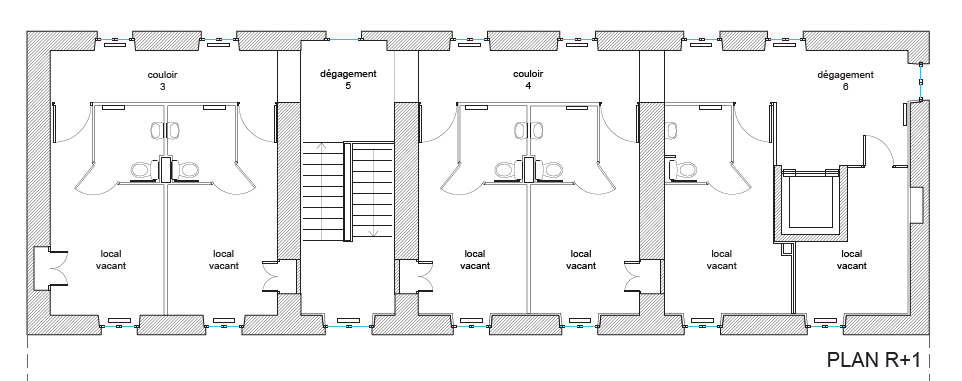 couloir
3
dégagement
5
couloir
4
dégagement
6
local
vacant
local
vacant
local
vacant
local
vacant
local
vacant
local
vacant
PLAN R+1